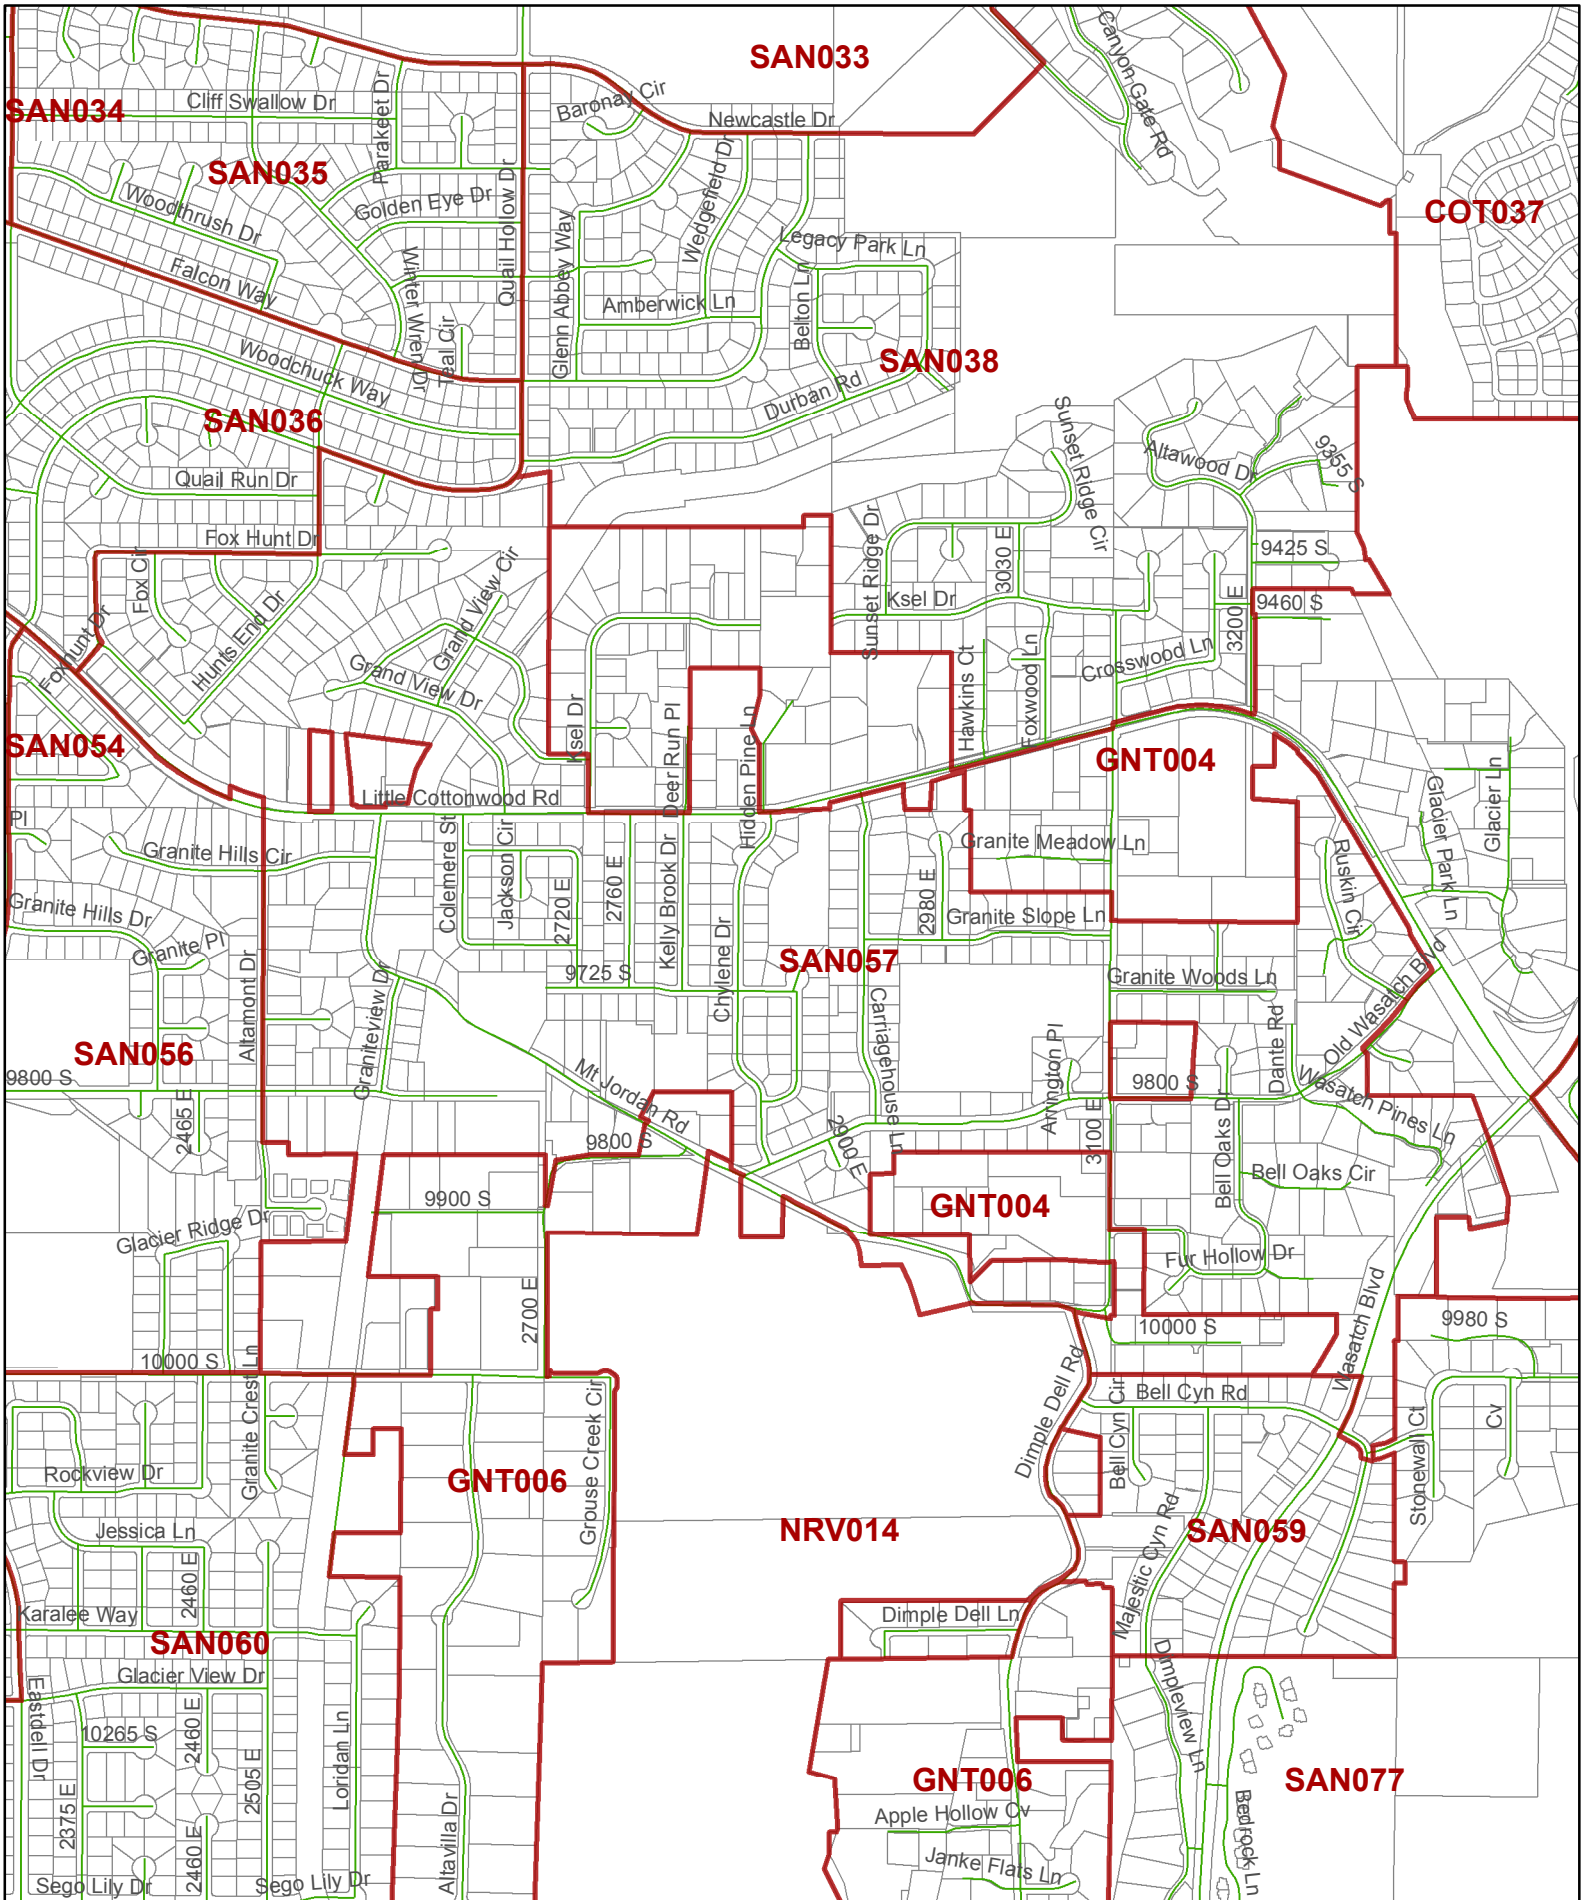 SAN033
Canyon Gate Rd
Baronay Cir
Cliff Swallow Dr
Parakeet Dr
SAN034
Newcastle Dr
SAN035
Quail Hollow Dr
Wedgefield Dr
Golden Eye Dr
Woodthrush Dr
COT037
Glenn Abbey Way
Legacy Park Ln
Falcon Way
Winter Wren Dr
Belton Ln
Amberwick Ln
Teal Cir
Woodchuck Way
SAN038
Durban Rd
SAN036
Sunset Ridge Cir
Altawood Dr
9355 S
Quail Run Dr
Fox Hunt Dr
Sunset Ridge Dr
3030 E
9425 S
Fox Cir
Grand View Cir
Hunts End Dr
Ksel Dr
3200 E
9460 S
Foxhunt Dr
Grand View Dr
Hawkins Ct
Foxwood Ln
Crosswood Ln
SAN054
Ksel Dr
Deer Run Pl
Hidden Pine Ln
GNT004
Glacier Ln
Glacier Park Ln
Little Cottonwood Rd
Pl
Granite Hills Cir
Colemere St
Jackson Cir
2720 E
2760 E
Kelly Brook Dr
2980 E
Granite Meadow Ln
Ruskin Cir
Granite Hills Dr
Granite Slope Ln
Granite Pl
Altamont Dr
Graniteview Dr
9725 S
Chylene Dr
SAN057
Granite Woods Ln
Old Wasatch Blvd
Carriagehouse Ln
SAN056
Arrington Pl
Dante Rd
9800 S
Mt Jordan Rd
9800 S
Wasatch Pines Ln
2465 E
9800 S
2900 E
3100 E
Bell Oaks Dr
Bell Oaks Cir
9900 S
GNT004
Glacier Ridge Dr
Fur Hollow Dr
2700 E
Wasatch Blvd
10000 S
9980 S
10000 S
Granite Crest Ln
Dimple Dell Rd
Bell Cyn Rd
Bell Cyn Cir
Grouse Creek Cir
Stonewall Ct
Cv
Rockview Dr
GNT006
NRV014
Majestic Cyn Rd
SAN059
Jessica Ln
2460 E
Karalee Way
Dimple Dell Ln
SAN060
Glacier View Dr
Dimpleview Ln
Eastdell Dr
10265 S
2460 E
2505 E
Loridan Ln
GNT006
SAN077
2375 E
Apple Hollow Cv
Bedrock Ln
2460 E
Altavilla Dr
Janke Flats Ln
Sego Lily Dr
Sego Lily Dr